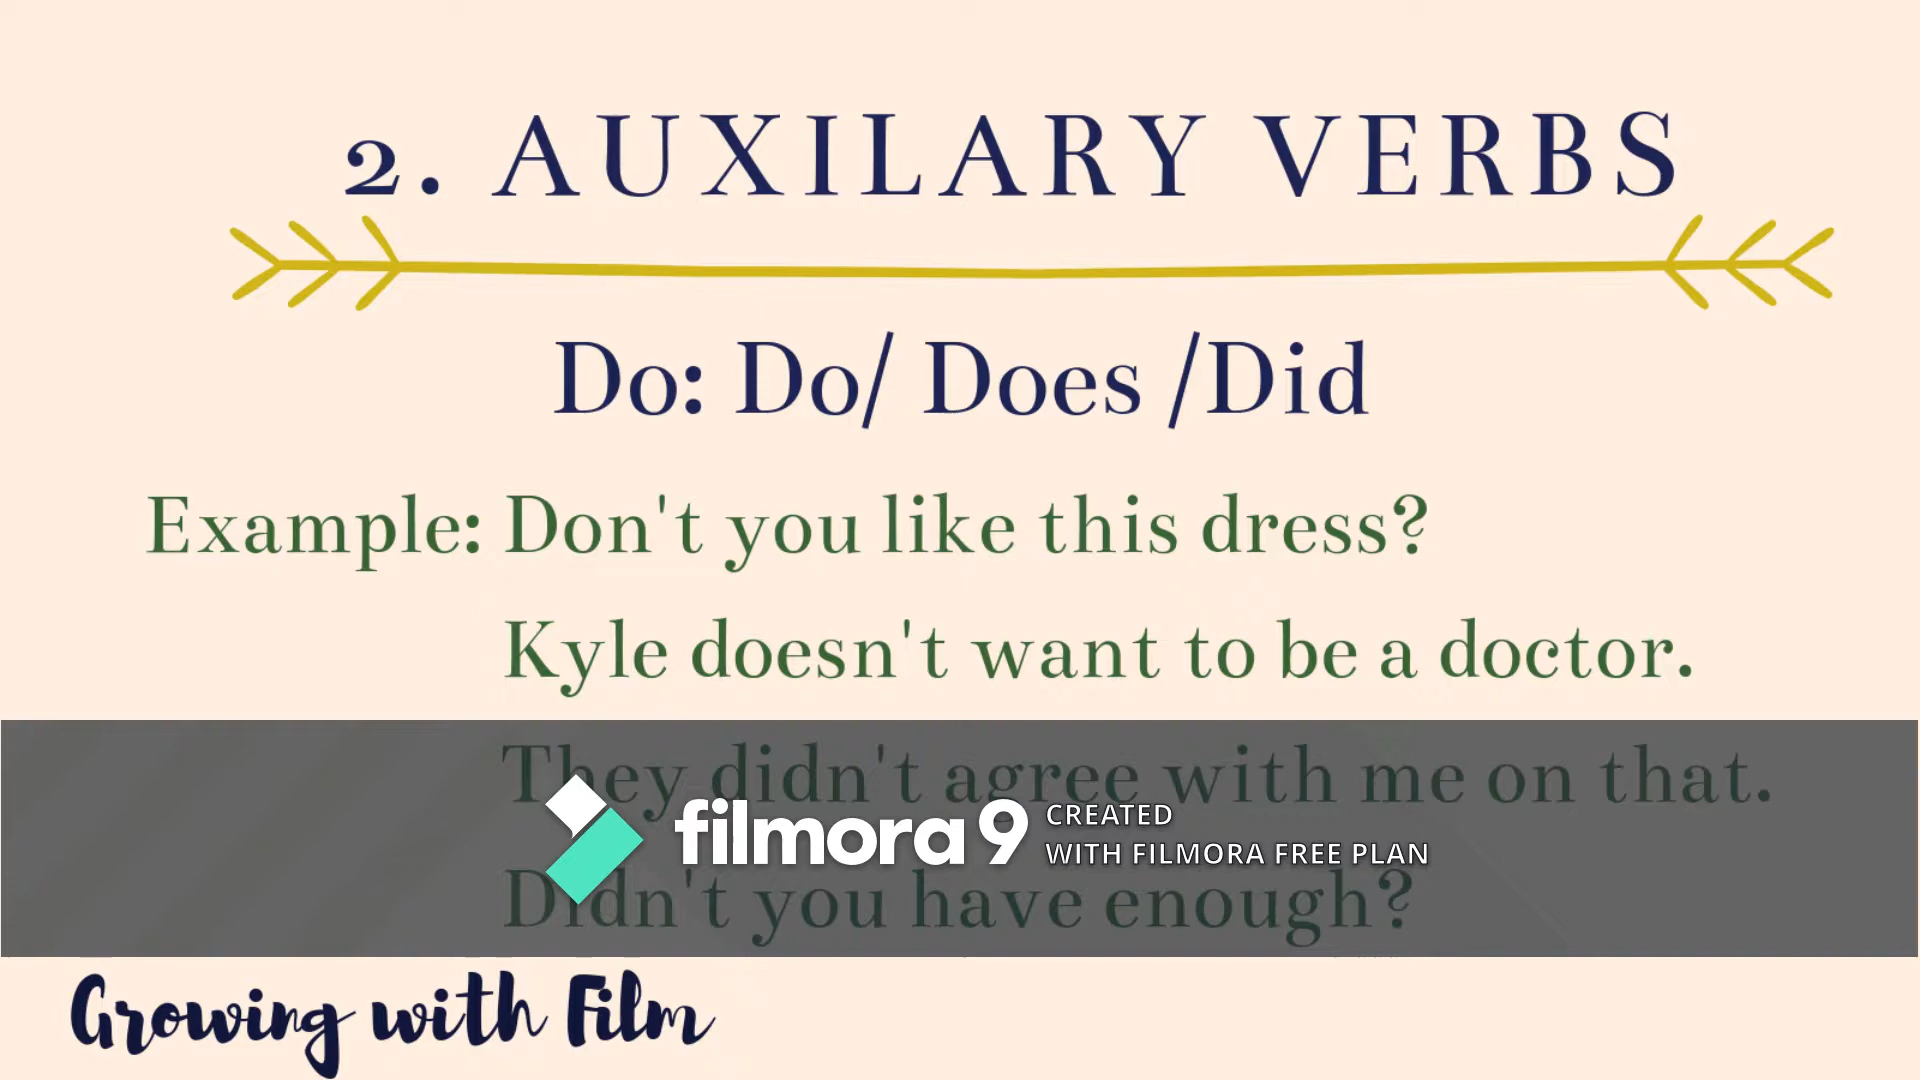 2. AUXILARY VERBS
Do: Do/ Does /Did
Example: Don't you like this dress?
Kyle doesn't want to be a doctor.
They didn't agree with me on that.
filmora 9 CREATED
WITH FILMORA FREE PLAN
Didn't you have enough?
Growing with Film